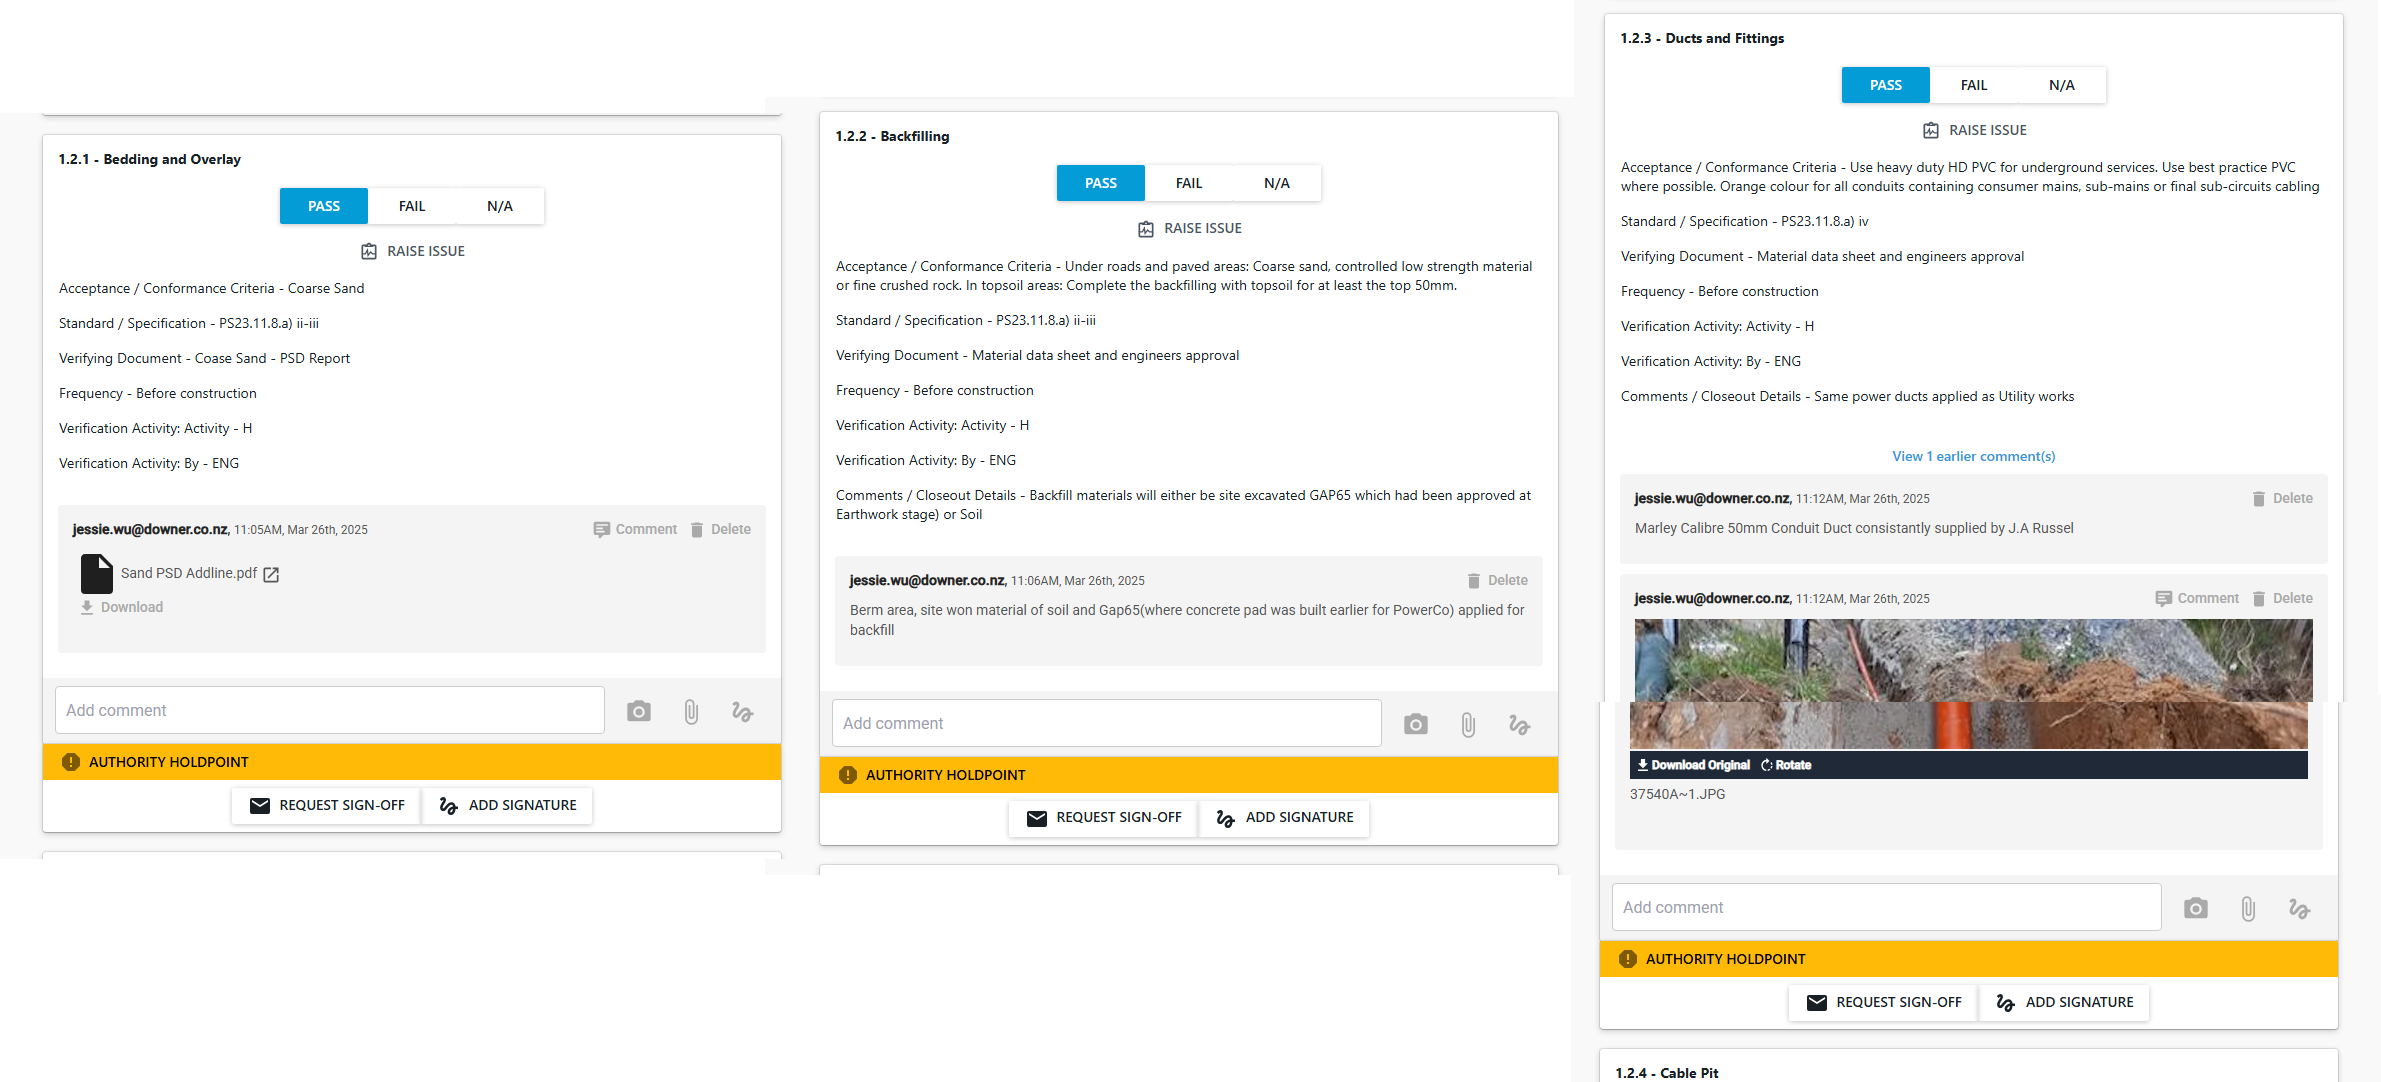 1.2.1 - Bedding and Overlay
PASS
FAIL
N/A
RAISE ISSUE
Acceptance / Conformance Criteria - Coarse Sand
Standard / Specification - PS23.11.8.a) ii-iii
Verifying Document - Coase Sand - PSD Report
Frequency - Before construction
Verification Activity: Activity - H
Verification Activity: By - ENG
jessie.wu@downer.co.nz, 11:05AM, Mar 26th, 2025
Comment
Delete
Sand PSD Addline.pdf
Download
Add comment
AUTHORITY HOLDPOINT
REQUEST SIGN-OFF
ADD SIGNATURE
1.2.2 - Backfilling
PASS
FAIL
N/A
RAISE ISSUE
Acceptance / Conformance Criteria - Under roads and paved areas: Coarse sand, controlled low strength material
or fine crushed rock. In topsoil areas: Complete the backfilling with topsoil for at least the top 50mm.
Standard / Specification - PS23.11.8.a) ii-iii
Verifying Document - Material data sheet and engineers approval
Frequency - Before construction
Verification Activity: Activity - H
Verification Activity: By - ENG
Comments / Closeout Details - Backfill materials will either be site excavated GAP65 which had been approved at
Earthwork stage) or Soil
jessie.wu@downer.co.nz, 11:06AM, Mar 26th, 2025
Delete
Berm area, site won material of soil and Gap65(where concrete pad was built earlier for PowerCo) applied for
backfill
Add comment
AUTHORITY HOLDPOINT
REQUEST SIGN-OFF
ADD SIGNATURE
1.2.3 - Ducts and Fittings
PASS
FAIL
N/A
RAISE ISSUE
Acceptance / Conformance Criteria - Use heavy duty HD PVC for underground services. Use best practice PVC
where possible. Orange colour for all conduits containing consumer mains, sub-mains or final sub-circuits cabling
Standard / Specification - PS23.11.8.a) iv
Verifying Document - Material data sheet and engineers approval
Frequency - Before construction
Verification Activity: Activity - H
Verification Activity: By - ENG
Comments / Closeout Details - Same power ducts applied as Utility works
View 1 earlier comment(s)
jessie.wu@downer.co.nz, 11:12AM, Mar 26th, 2025
Delete
Marley Calibre 50mm Conduit Duct consistantly supplied by J.A Russel
jessie.wu@downer.co.nz, 11:12AM, Mar 26th, 2025
Comment
Delete
Download Original
Rotate
37540A~1.JPG
Add comment
AUTHORITY HOLDPOINT
REQUEST SIGN-OFF
ADD SIGNATURE
1.2.4 - Cable Pit